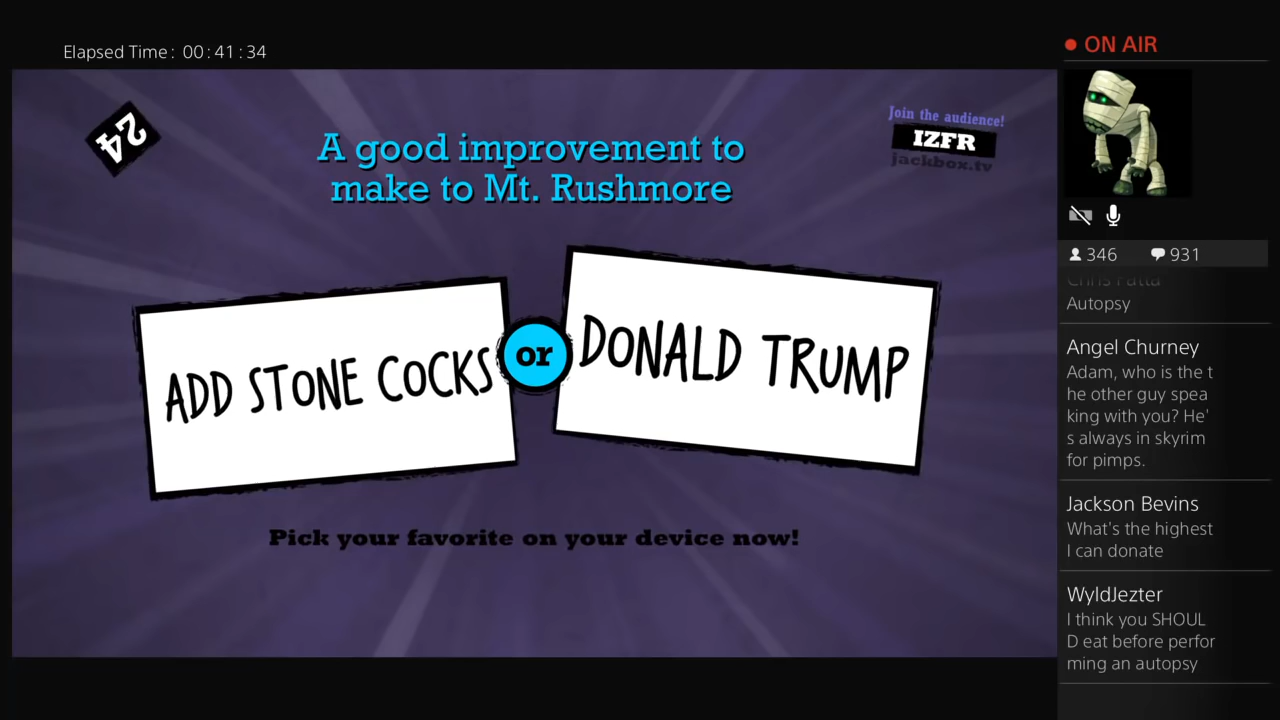 Elapsed Time: 00:41:34
ON AIR
24
A good improvement to
make to Mt. Rushmore
Join the audience!
IZFR
jackbox.tv
ADD STONE COCKS
or
DONALD TRUMP
Pick your favorite on your device now!
346 931
Chris Fatta
Autopsy
Angel Churney
Adam, who is the t
he other guy spea
king with you? He'
s always in skyrim
for pimps.
Jackson Bevins
What's the highest
I can donate
WyldJezter
I think you SHOUL
D eat before perfor
ming an autopsy